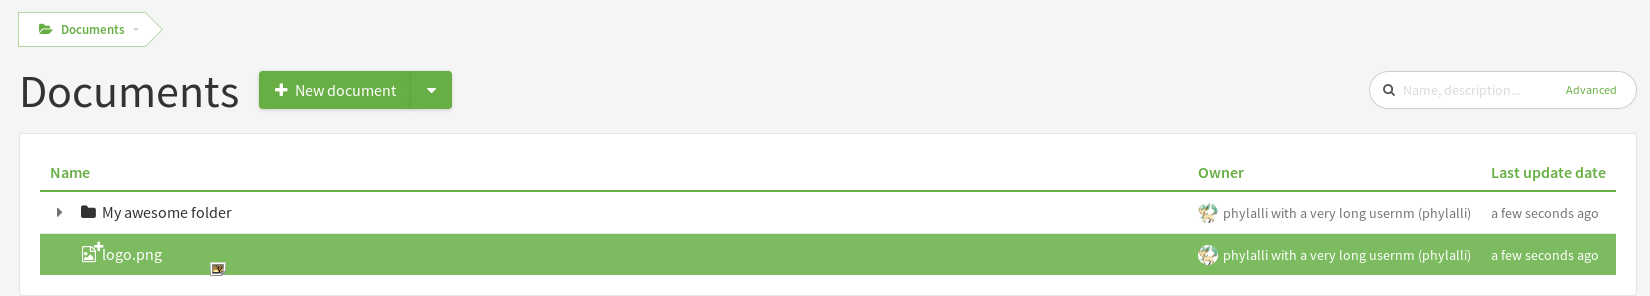 Documents
Documents
New document
Name, description...
Advanced
Name
Owner
Last update date
My awesome folder
phylalli with a very long usernm (phylalli)
a few seconds ago
logo.png
phylalli with a very long usernm (phylalli)
a few seconds ago